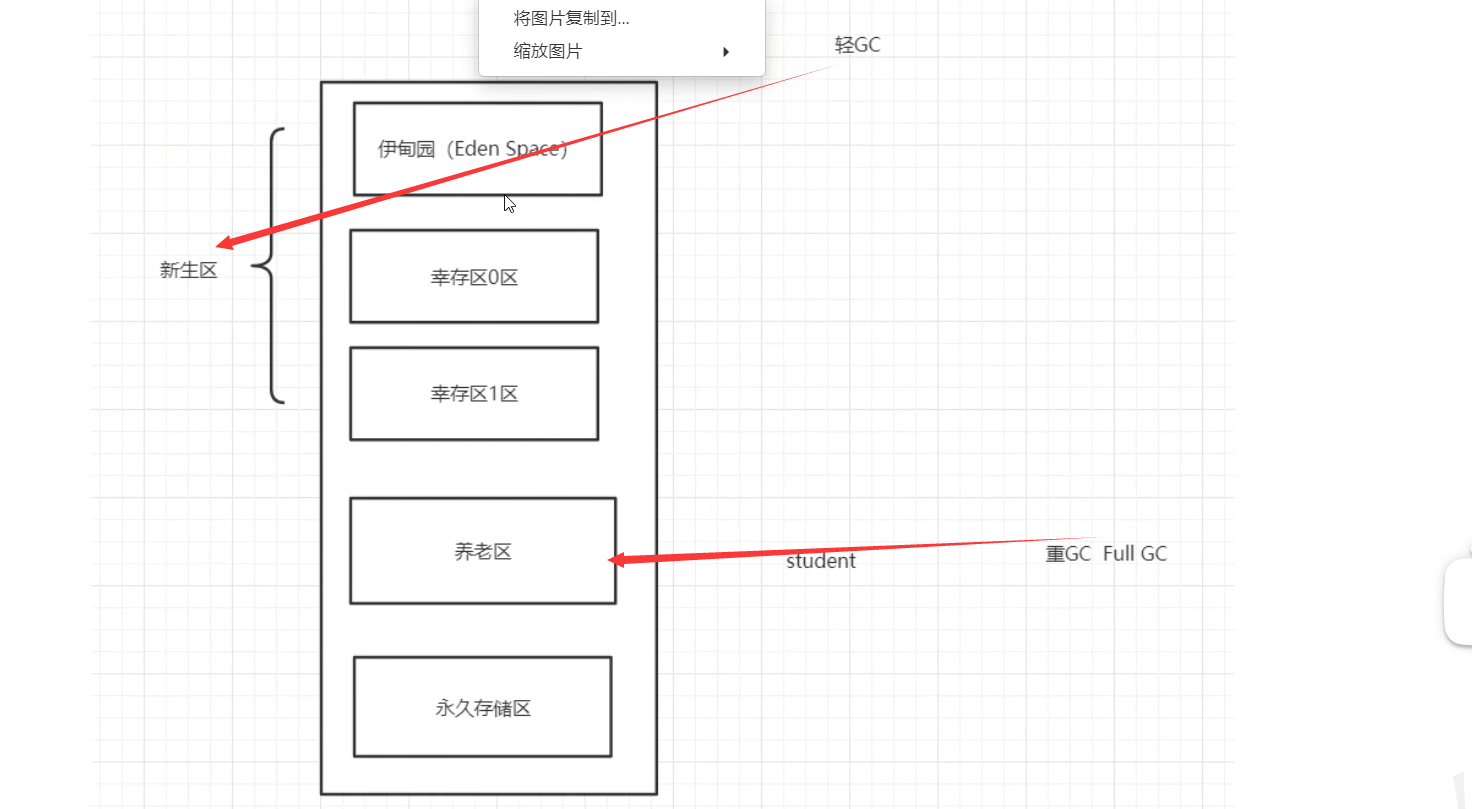 将图片复制到...
缩放图片
轻GC
伊甸园（Eden Space）
新生区
幸存区0区
幸存区1区
养老区
student
重GC Full GC
永久存储区